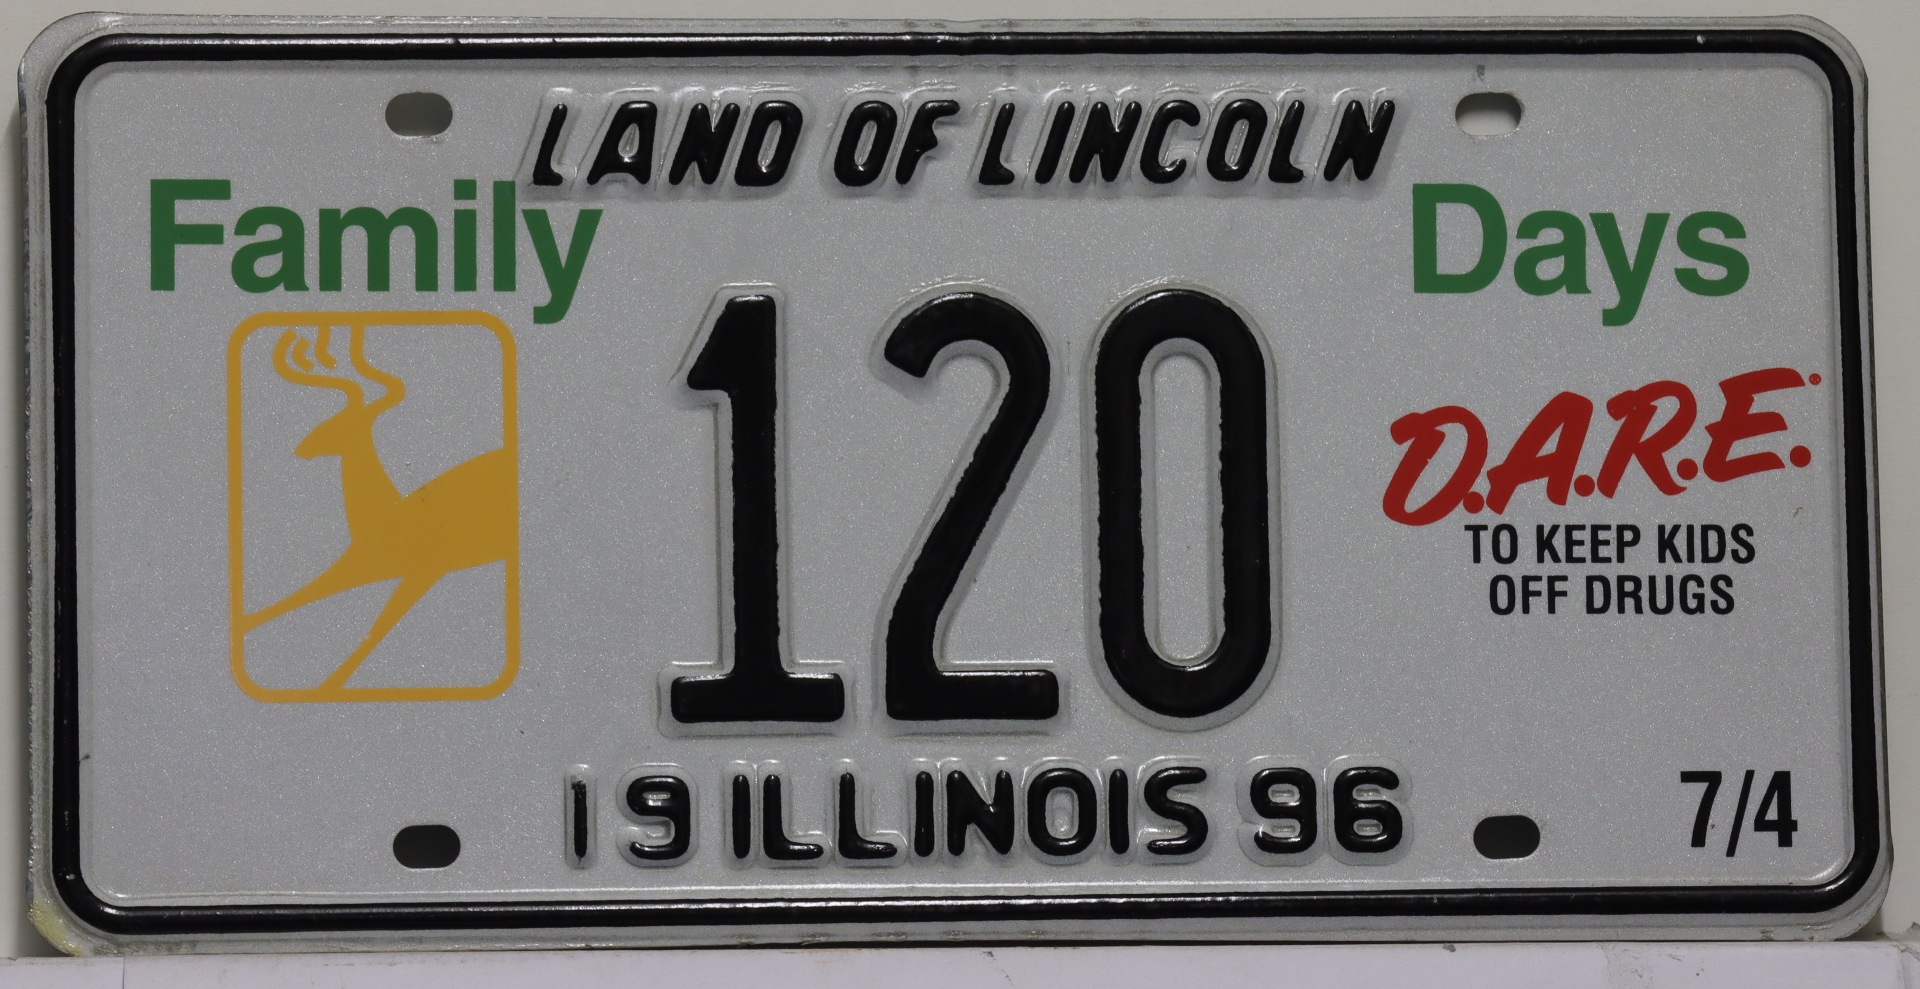 LAND OF LINCOLN
Family Days
120
D.A.R.E.®
TO KEEP KIDS
OFF DRUGS
19 ILLINOIS 96
7/4